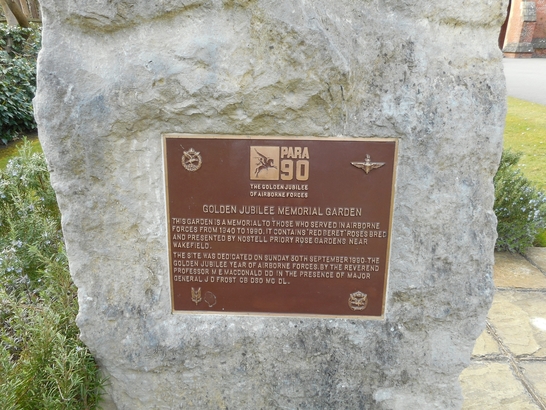 PARA
90
THE GOLDEN JUBILEE
OF AIRBORNE FORCES
GOLDEN JUBILEE MEMORIAL GARDEN
THIS GARDEN IS A MEMORIAL TO THOSE WHO SERVED IN AIRBORNE
FORCES FROM 1940 TO 1990. IT CONTAINS 'RED BERET' ROSES BRED
AND PRESENTED BY NOSTELL PRIORY ROSE GARDENS NEAR
WAKEFIELD.
THE SITE WAS DEDICATED ON SUNDAY 30TH SEPTEMBER 1990, THE
GOLDEN JUBILEE YEAR OF AIRBORNE FORCES, BY THE REVEREND
PROFESSOR M E MACDONALD DD IN THE PRESENCE OF MAJOR
GENERAL J D FROST CB DSO MC DL.